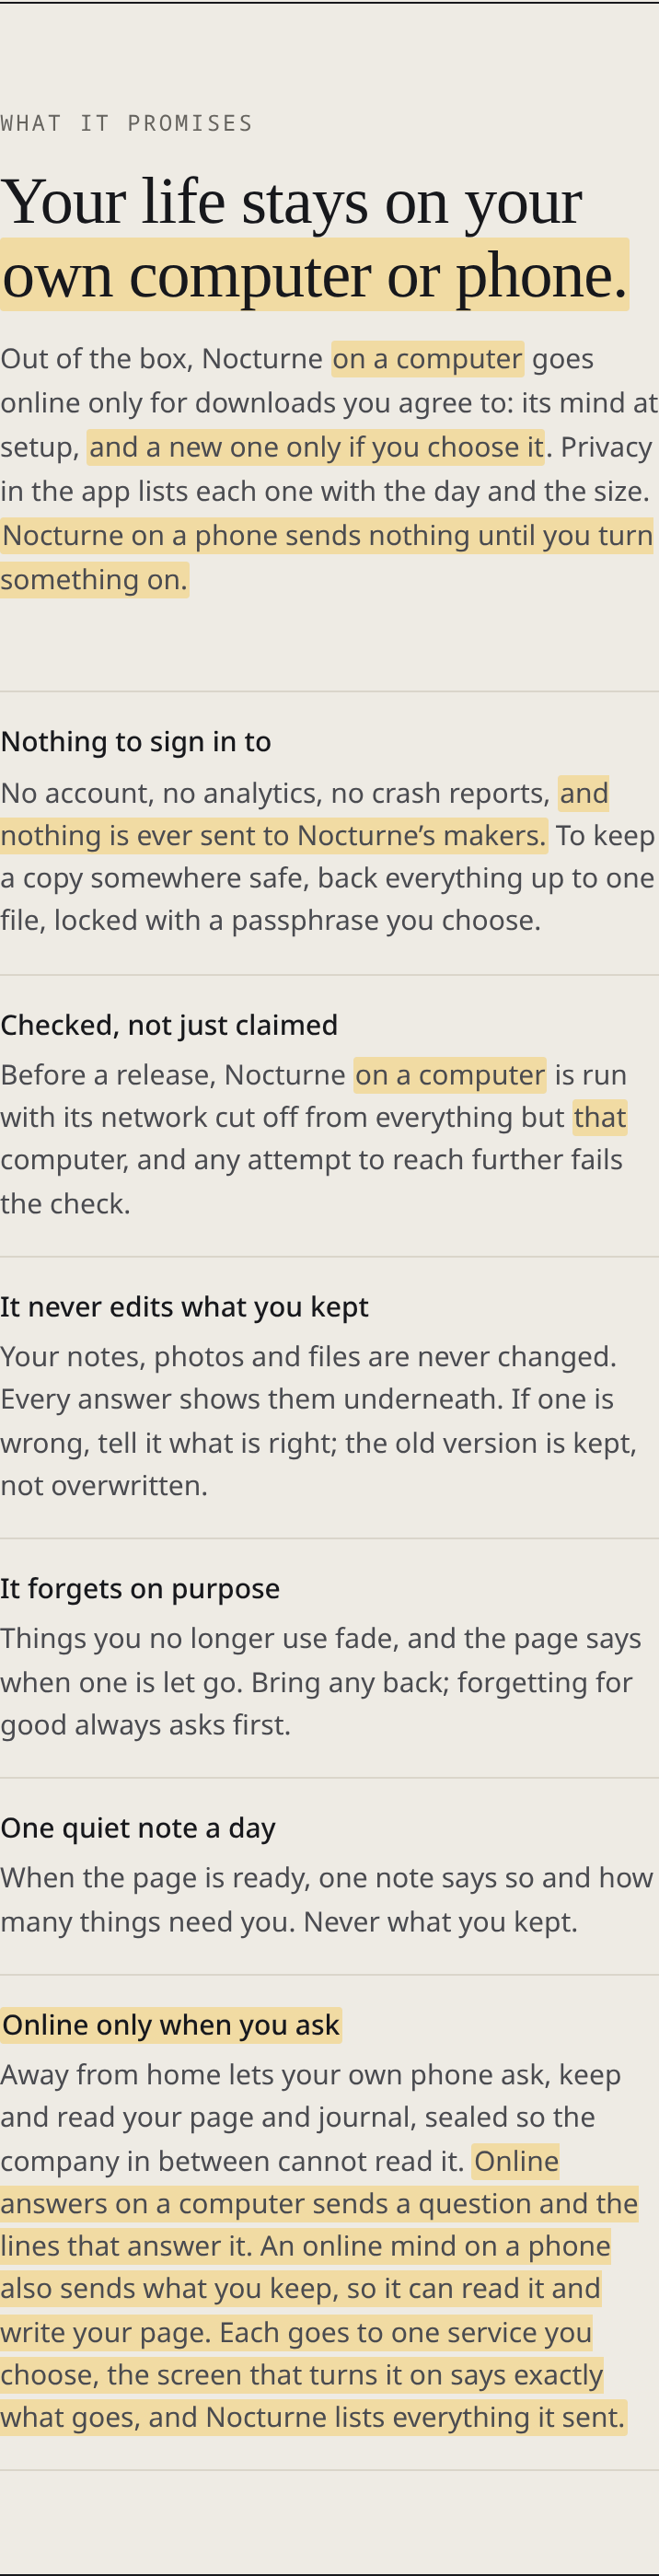 WHAT IT PROMISES
Your life stays on your
own computer or phone.
Out of the box, Nocturne on a computer goes
online only for downloads you agree to: its mind at
setup, and a new one only if you choose it. Privacy
in the app lists each one with the day and the size.
Nocturne on a phone sends nothing until you turn
something on.
Nothing to sign in to
No account, no analytics, no crash reports, and
nothing is ever sent to Nocturne’s makers. To keep
a copy somewhere safe, back everything up to one
file, locked with a passphrase you choose.
Checked, not just claimed
Before a release, Nocturne on a computer is run
with its network cut off from everything but that
computer, and any attempt to reach further fails
the check.
It never edits what you kept
Your notes, photos and files are never changed.
Every answer shows them underneath. If one is
wrong, tell it what is right; the old version is kept,
not overwritten.
It forgets on purpose
Things you no longer use fade, and the page says
when one is let go. Bring any back; forgetting for
good always asks first.
One quiet note a day
When the page is ready, one note says so and how
many things need you. Never what you kept.
Online only when you ask
Away from home lets your own phone ask, keep
and read your page and journal, sealed so the
company in between cannot read it. Online
answers on a computer sends a question and the
lines that answer it. An online mind on a phone
also sends what you keep, so it can read it and
write your page. Each goes to one service you
choose, the screen that turns it on says exactly
what goes, and Nocturne lists everything it sent.